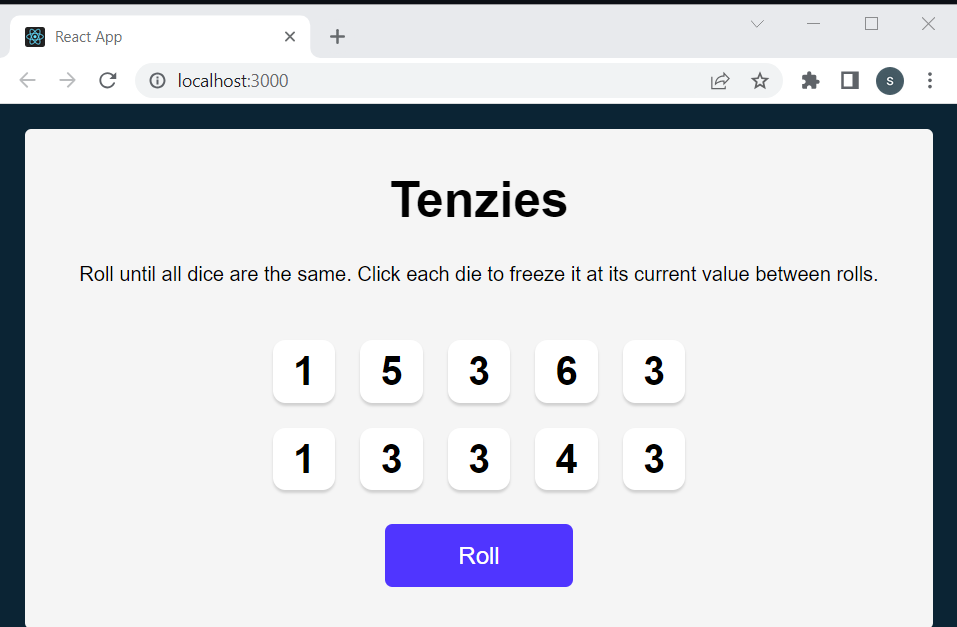 React App
localhost:3000
s
Tenzies
Roll until all dice are the same. Click each die to freeze it at its current value between rolls.
1 5 3 6 3
1 3 3 4 3
Roll